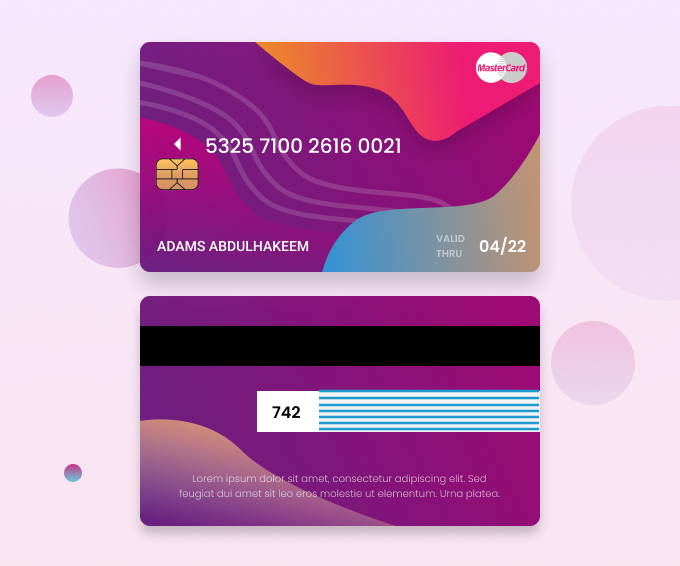 MasterCard
5325 7100 2616 0021
ADAMS ABDULHAKEEM
VALID
THRU
04/22
742
Lorem ipsum dolor sit amet, consectetur adipiscing elit. Sed
feugiat dui amet sit leo eros molestie ut elementum. Urna platea.